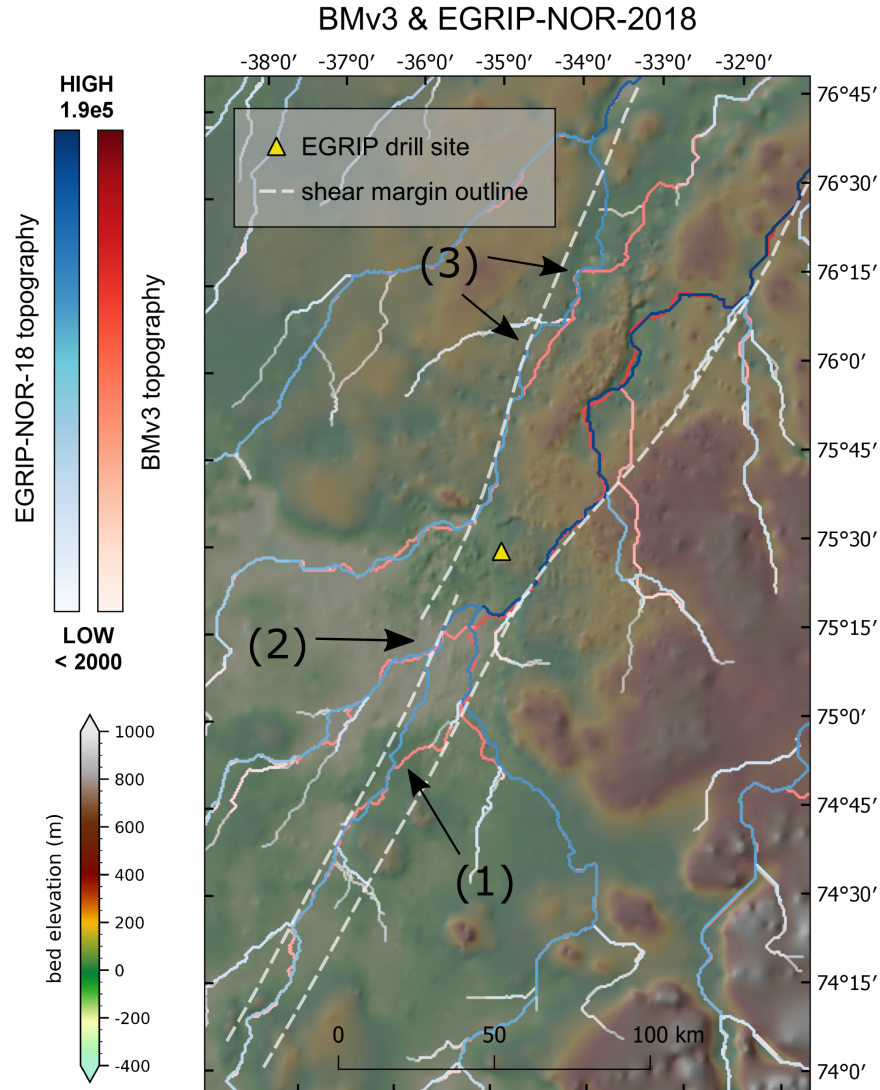 BMv3 & EGRIP-NOR-2018
-38°0′ -37°0′ -36°0′ -35°0′ -34°0′ -33°0′ -32°0′
HIGH
1.9e5
EGRIP-NOR-18 topography
BMv3 topography
LOW
< 2000
EGRIP drill site
shear margin outline
(3)
(2)
(1)
76°45′
76°30′
76°15′
76°0′
75°45′
75°30′
75°15′
75°0′
74°45′
74°30′
74°15′
74°0′
bed elevation (m)
1000
800
600
400
200
0
-200
-400
0 50 100 km